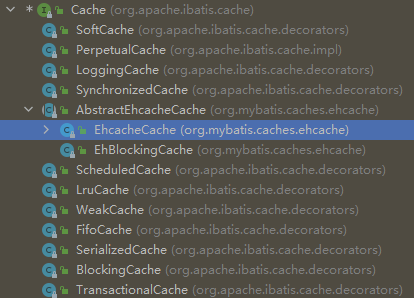 Cache (org.apache.ibatis.cache)
SoftCache (org.apache.ibatis.cache.decorators)
PerpetualCache (org.apache.ibatis.cache.impl)
LoggingCache (org.apache.ibatis.cache.decorators)
SynchronizedCache (org.apache.ibatis.cache.decorators)
AbstractEhcacheCache (org.mybatis.caches.ehcache)
EhcacheCache (org.mybatis.caches.ehcache)
EhBlockingCache (org.mybatis.caches.ehcache)
ScheduledCache (org.apache.ibatis.cache.decorators)
LruCache (org.apache.ibatis.cache.decorators)
WeakCache (org.apache.ibatis.cache.decorators)
FifoCache (org.apache.ibatis.cache.decorators)
SerializedCache (org.apache.ibatis.cache.decorators)
BlockingCache (org.apache.ibatis.cache.decorators)
TransactionalCache (org.apache.ibatis.cache.decorators)